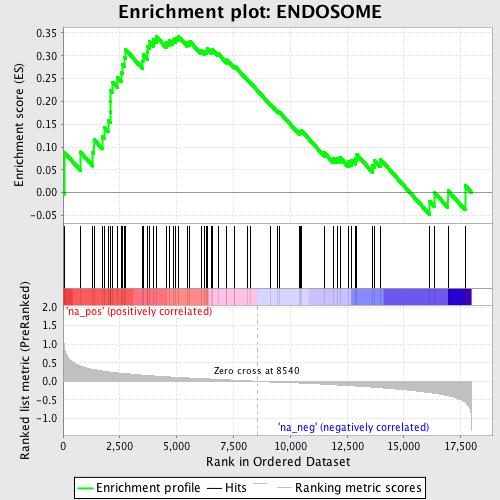 Enrichment plot: ENDOSOME
Enrichment score (ES)
0.35
0.30
0.25
0.20
0.15
0.10
0.05
0.00
-0.05
'na_pos' (positively correlated)
Ranked list metric (PreRanked)
2.0
1.5
1.0
0.5
0.0
-0.5
-1.0
Zero cross at 8540
'na_neg' (negatively correlated)
0
2,500
5,000
7,500
10,000
12,500
15,000
17,500
Rank in Ordered Dataset
Enrichment profile
Hits
Ranking metric scores